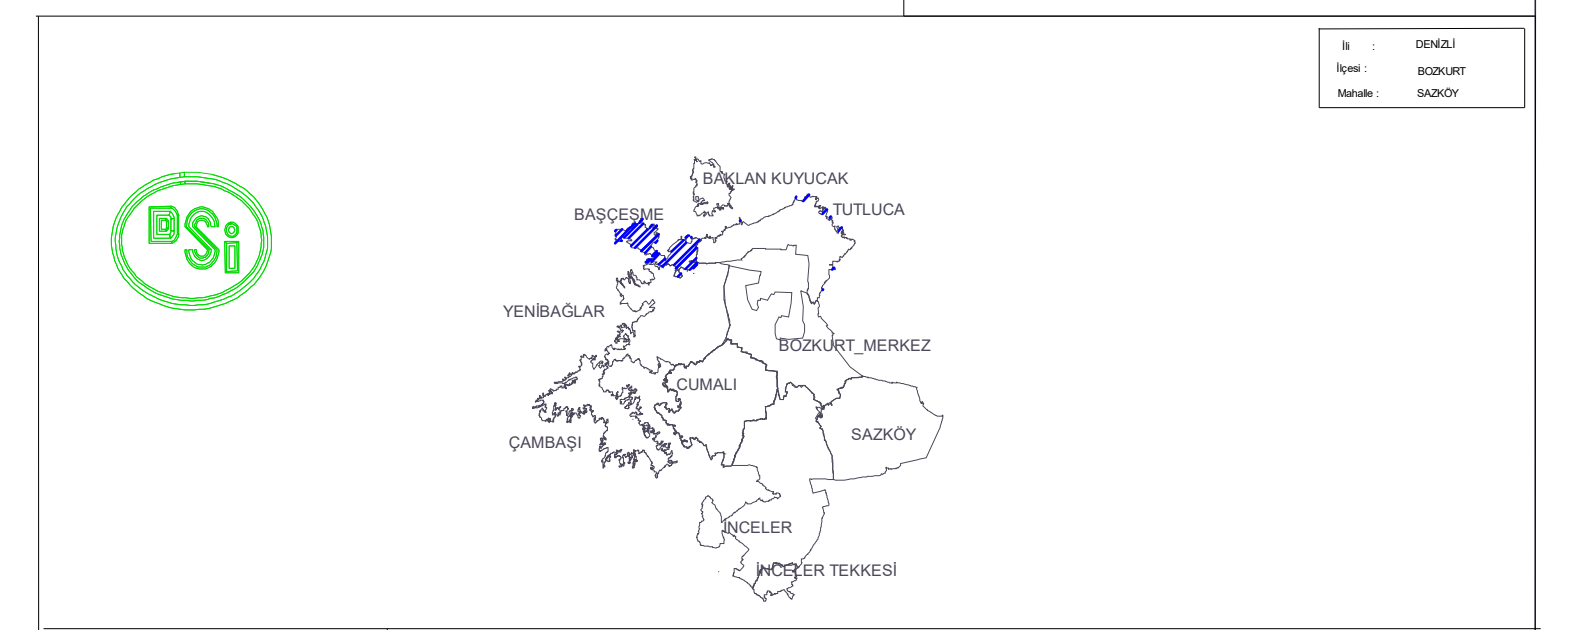 İli : DENİZLİ
İlçesi : BOZKURT
Mahalle : SAZKÖY
DSİ
BAKLAN KUYUCAK
BAŞÇEŞME
TUTLUCA
YENİBAĞLAR
BOZKURT_MERKEZ
CUMALI
SAZKÖY
ÇAMBAŞI
İNCELER
İNCELER TEKKESİ